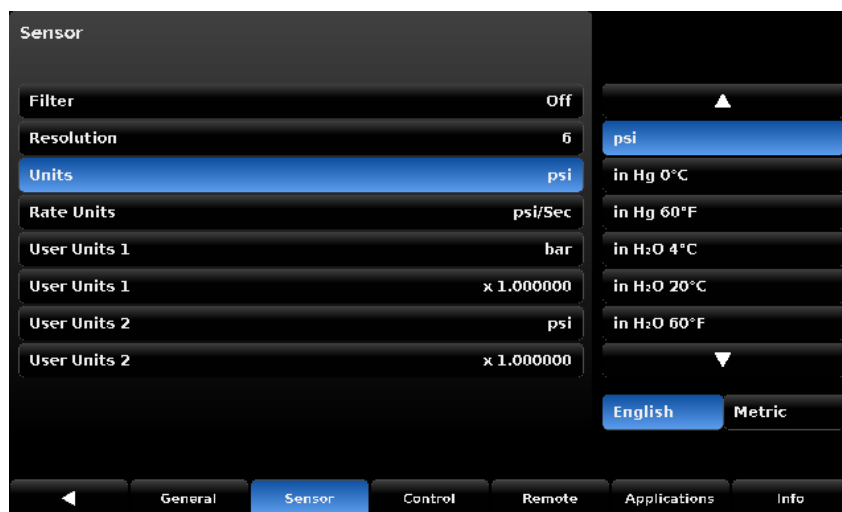 Sensor
Filter Off
Resolution 6
Units psi
Rate Units psi/Sec
User Units 1 bar
User Units 1 x 1.000000
User Units 2 psi
User Units 2 x 1.000000
psi
in Hg 0°C
in Hg 60°F
in H₂O 4°C
in H₂O 20°C
in H₂O 60°F
English Metric
General Sensor Control Remote Applications Info